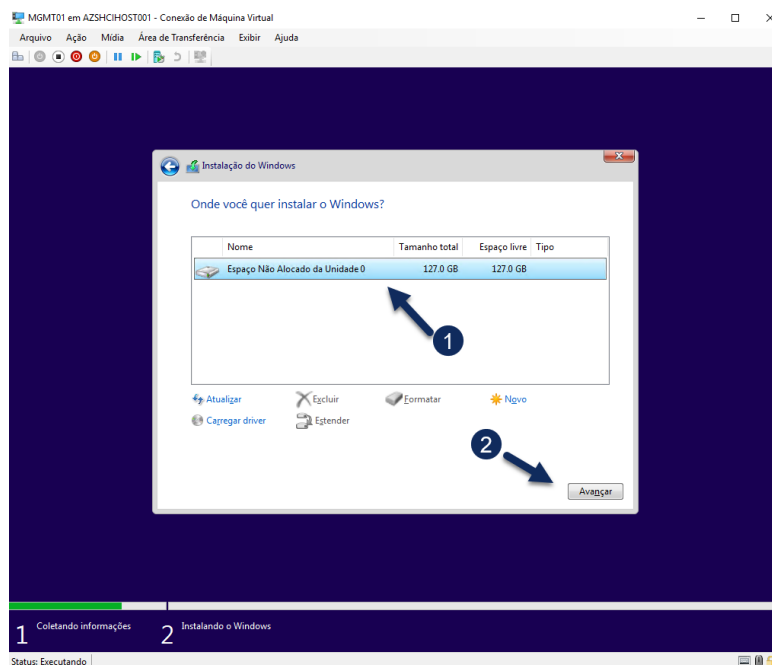 MGMT01 em AZSHCIHOST001 - Conexão de Máquina Virtual
Arquivo Ação Mídia Área de Transferência Exibir Ajuda
Instalação do Windows
Onde você quer instalar o Windows?
Nome Tamanho total Espaço livre Tipo
Espaço Não Alocado da Unidade 0 127.0 GB 127.0 GB
1
Atualizar Excluir Formatar Novo
Carregar driver Estender
2
Avançar
1 Coletando informações 2 Instalando o Windows
Status: Executando